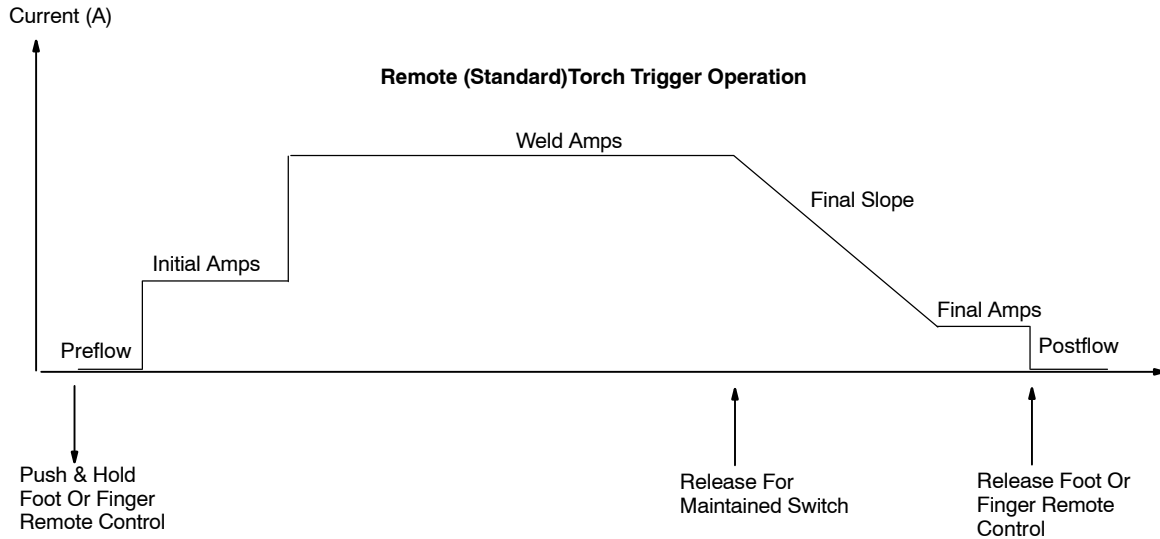 Current (A)
Remote (Standard)Torch Trigger Operation
Weld Amps
Final Slope
Initial Amps
Final Amps
Preflow
Postflow
Push & Hold
Foot Or Finger
Remote Control
Release For
Maintained Switch
Release Foot Or
Finger Remote
Control